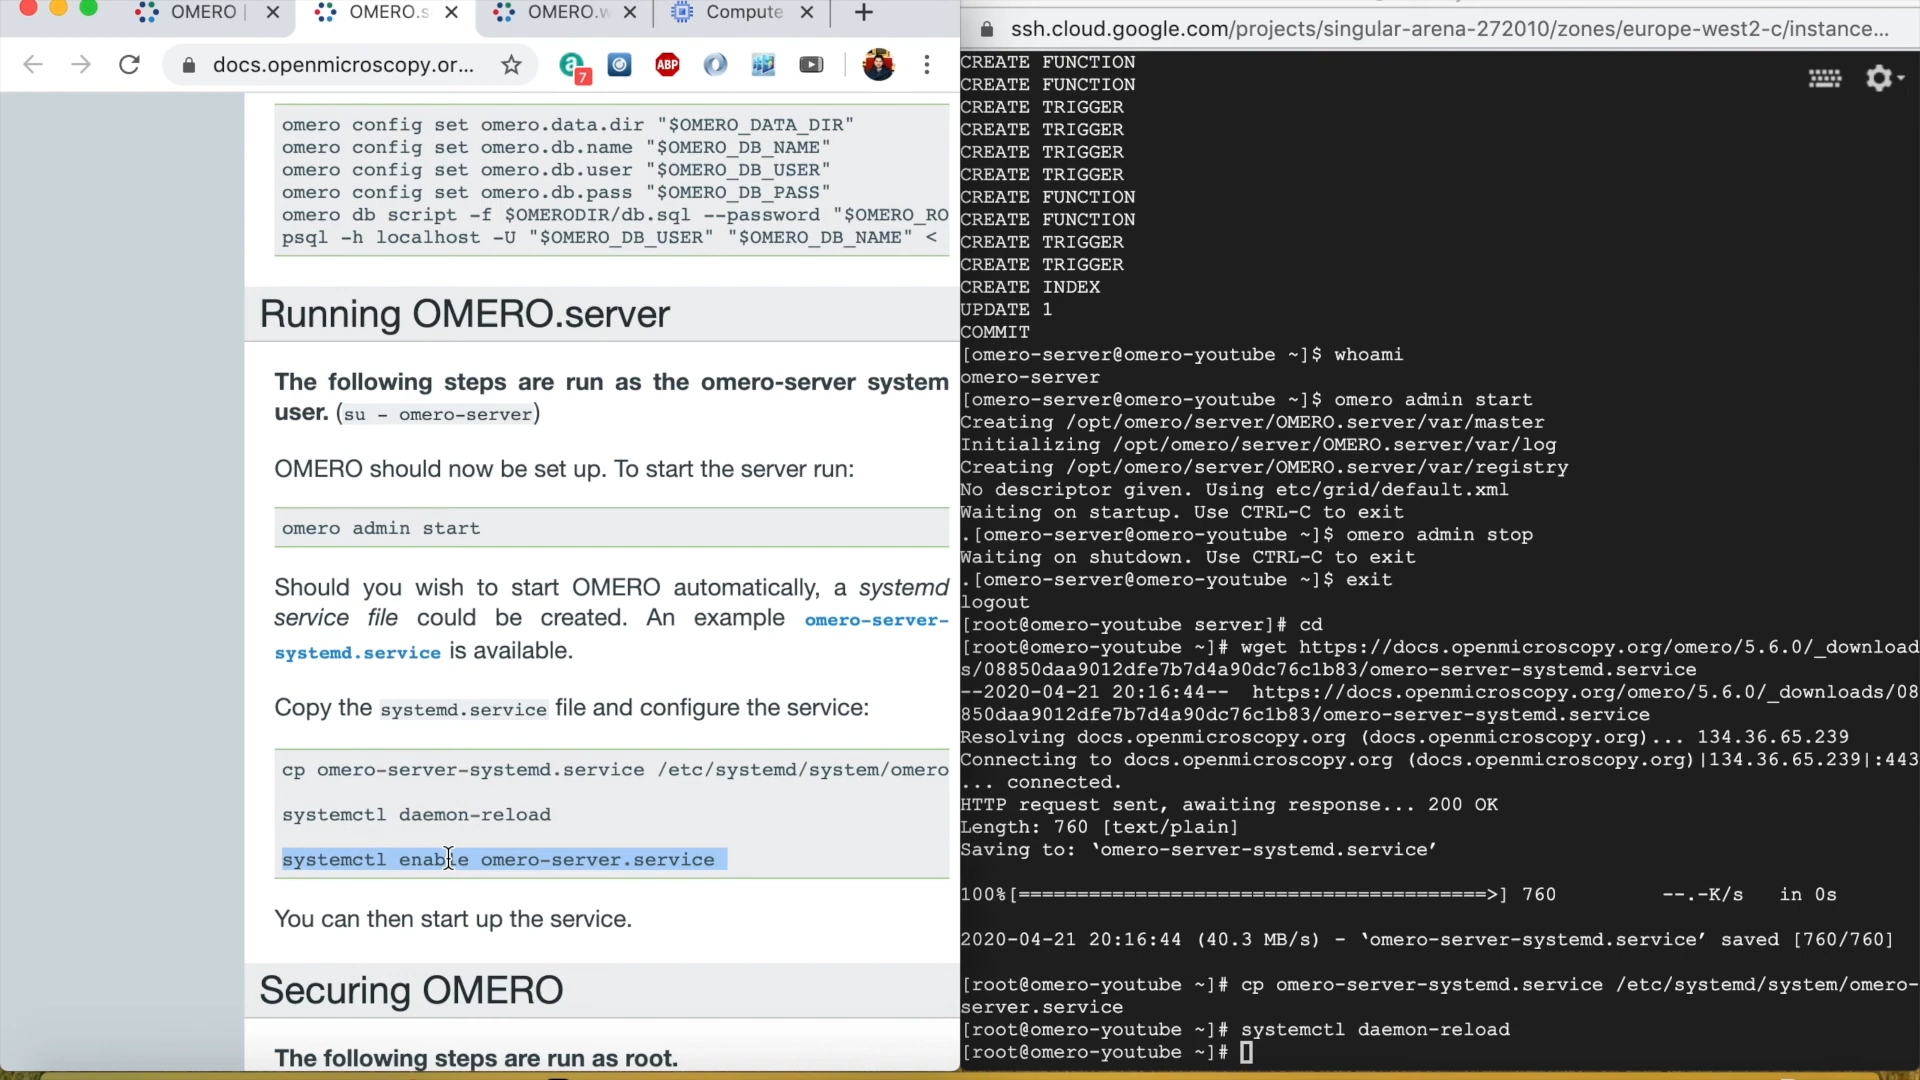 OMERO |
OMERO.s
OMERO.w
Compute
docs.openmicroscopy.or...
7
ABP
omero config set omero.data.dir "$OMERO_DATA_DIR"
omero config set omero.db.name "$OMERO_DB_NAME"
omero config set omero.db.user "$OMERO_DB_USER"
omero config set omero.db.pass "$OMERO_DB_PASS"
omero db script -f $OMERODIR/db.sql --password "$OMERO_RO
psql -h localhost -U "$OMERO_DB_USER" "$OMERO_DB_NAME" <
Running OMERO.server
The following steps are run as the omero-server system
user. (su - omero-server)
OMERO should now be set up. To start the server run:
omero admin start
Should you wish to start OMERO automatically, a systemd
service file could be created. An example omero-server-
systemd.service is available.
Copy the systemd.service file and configure the service:
cp omero-server-systemd.service /etc/systemd/system/omero
systemctl daemon-reload
systemctl enable omero-server.service
You can then start up the service.
Securing OMERO
The following steps are run as root.
ssh.cloud.google.com/projects/singular-arena-272010/zones/europe-west2-c/instance...
CREATE FUNCTION
CREATE FUNCTION
CREATE TRIGGER
CREATE TRIGGER
CREATE TRIGGER
CREATE TRIGGER
CREATE FUNCTION
CREATE FUNCTION
CREATE TRIGGER
CREATE TRIGGER
CREATE INDEX
UPDATE 1
COMMIT
[omero-server@omero-youtube ~]$ whoami
omero-server
[omero-server@omero-youtube ~]$ omero admin start
Creating /opt/omero/server/OMERO.server/var/master
Initializing /opt/omero/server/OMERO.server/var/log
Creating /opt/omero/server/OMERO.server/var/registry
No descriptor given. Using etc/grid/default.xml
Waiting on startup. Use CTRL-C to exit
.[omero-server@omero-youtube ~]$ omero admin stop
Waiting on shutdown. Use CTRL-C to exit
.[omero-server@omero-youtube ~]$ exit
logout
[root@omero-youtube server]# cd
[root@omero-youtube ~]# wget https://docs.openmicroscopy.org/omero/5.6.0/_download
s/08850daa9012dfe7b7d4a90dc76c1b83/omero-server-systemd.service
--2020-04-21 20:16:44-- https://docs.openmicroscopy.org/omero/5.6.0/_downloads/08
850daa9012dfe7b7d4a90dc76c1b83/omero-server-systemd.service
Resolving docs.openmicroscopy.org (docs.openmicroscopy.org)... 134.36.65.239
Connecting to docs.openmicroscopy.org (docs.openmicroscopy.org)|134.36.65.239|:443
... connected.
HTTP request sent, awaiting response... 200 OK
Length: 760 [text/plain]
Saving to: ‘omero-server-systemd.service’
100%[======================================>] 760 --.-K/s in 0s
2020-04-21 20:16:44 (40.3 MB/s) - ‘omero-server-systemd.service’ saved [760/760]
[root@omero-youtube ~]# cp omero-server-systemd.service /etc/systemd/system/omero-
server.service
[root@omero-youtube ~]# systemctl daemon-reload
[root@omero-youtube ~]#